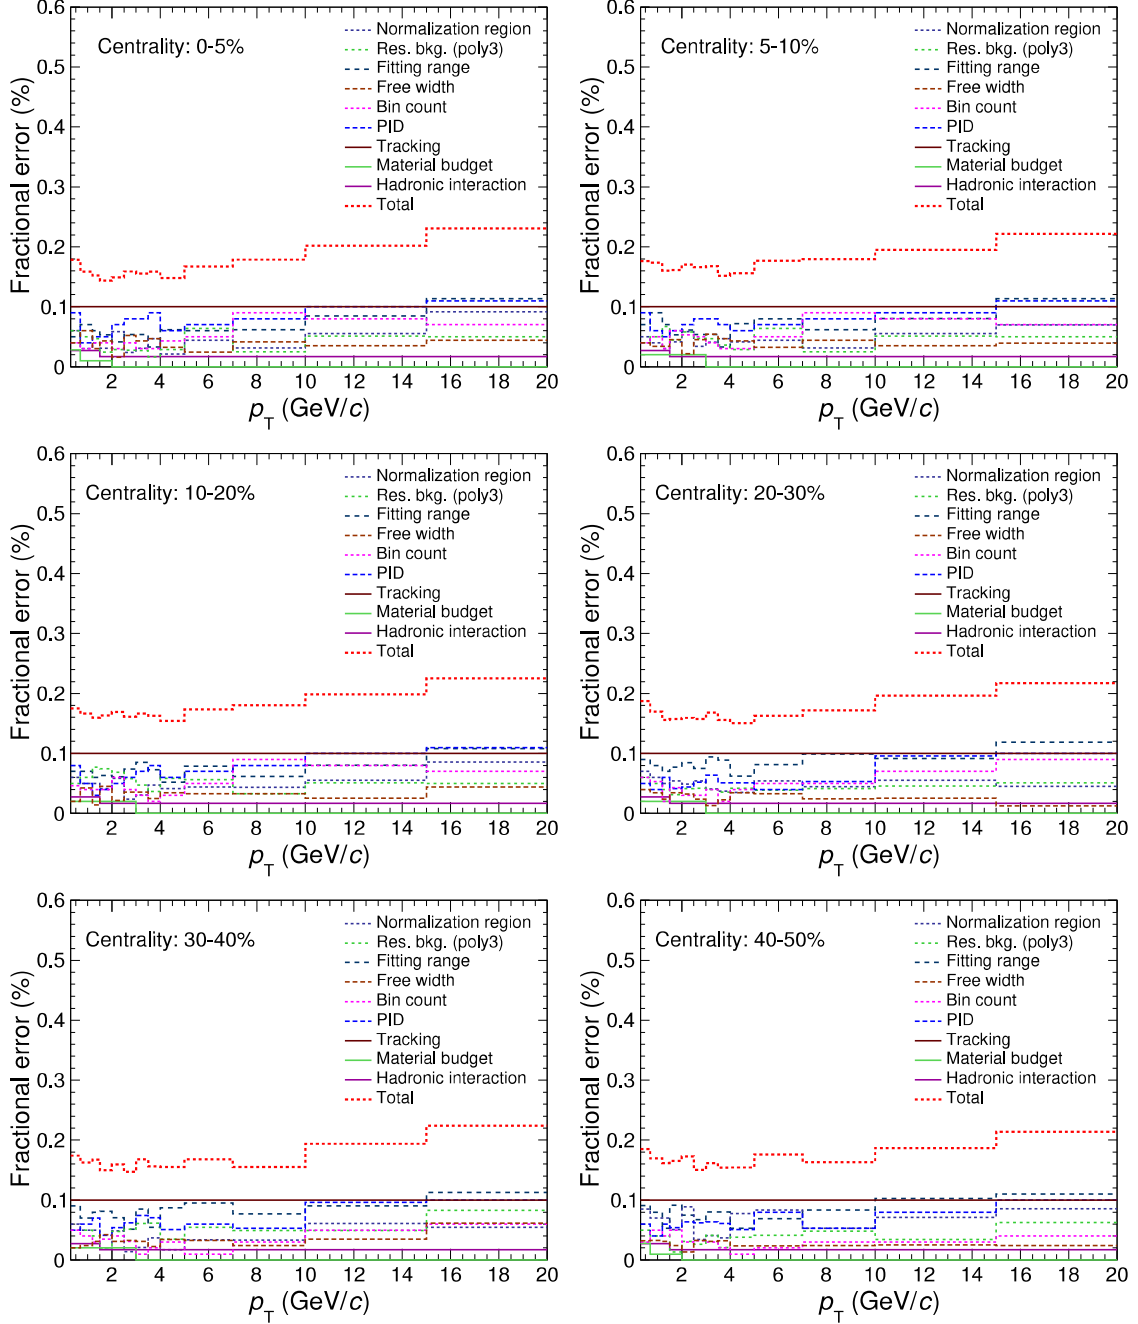 Centrality: 0-5%
Fractional error (%)
0.6
0.5
0.4
0.3
0.2
0.1
0
Normalization region
Res. bkg. (poly3)
Fitting range
Free width
Bin count
PID
Tracking
Material budget
Hadronic interaction
Total
2 4 6 8 10 12 14 16 18 20
p_T (GeV/c)
Centrality: 5-10%
Fractional error (%)
0.6
0.5
0.4
0.3
0.2
0.1
0
Normalization region
Res. bkg. (poly3)
Fitting range
Free width
Bin count
PID
Tracking
Material budget
Hadronic interaction
Total
2 4 6 8 10 12 14 16 18 20
p_T (GeV/c)
Centrality: 10-20%
Fractional error (%)
0.6
0.5
0.4
0.3
0.2
0.1
0
Normalization region
Res. bkg. (poly3)
Fitting range
Free width
Bin count
PID
Tracking
Material budget
Hadronic interaction
Total
2 4 6 8 10 12 14 16 18 20
p_T (GeV/c)
Centrality: 20-30%
Fractional error (%)
0.6
0.5
0.4
0.3
0.2
0.1
0
Normalization region
Res. bkg. (poly3)
Fitting range
Free width
Bin count
PID
Tracking
Material budget
Hadronic interaction
Total
2 4 6 8 10 12 14 16 18 20
p_T (GeV/c)
Centrality: 30-40%
Fractional error (%)
0.6
0.5
0.4
0.3
0.2
0.1
0
Normalization region
Res. bkg. (poly3)
Fitting range
Free width
Bin count
PID
Tracking
Material budget
Hadronic interaction
Total
2 4 6 8 10 12 14 16 18 20
p_T (GeV/c)
Centrality: 40-50%
Fractional error (%)
0.6
0.5
0.4
0.3
0.2
0.1
0
Normalization region
Res. bkg. (poly3)
Fitting range
Free width
Bin count
PID
Tracking
Material budget
Hadronic interaction
Total
2 4 6 8 10 12 14 16 18 20
p_T (GeV/c)